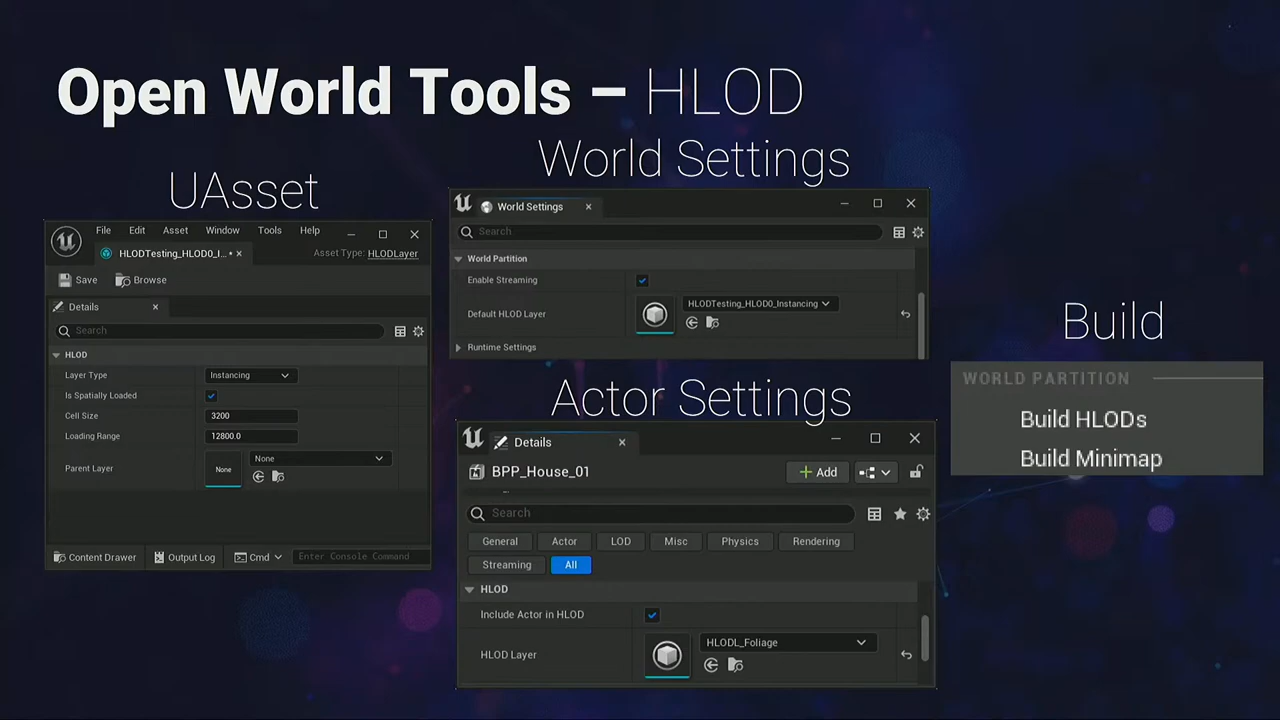 Open World Tools – HLOD
UAsset
File Edit Asset Window Tools Help
HLODTesting_HLOD0_I... •
Asset Type: HLODLayer
Save Browse
Details
Search
HLOD
Layer Type Instancing
Is Spatially Loaded
Cell Size 3200
Loading Range 12800.0
Parent Layer None None
Content Drawer Output Log Cmd Enter Console Command
World Settings
World Settings
Search
World Partition
Enable Streaming
Default HLOD Layer HLODTesting_HLOD0_Instancing
Runtime Settings
Actor Settings
Details
BPP_House_01 + Add
Search
General Actor LOD Misc Physics Rendering
Streaming All
HLOD
Include Actor in HLOD
HLOD Layer HLODL_Foliage
Build
WORLD PARTITION
Build HLODs
Build Minimap